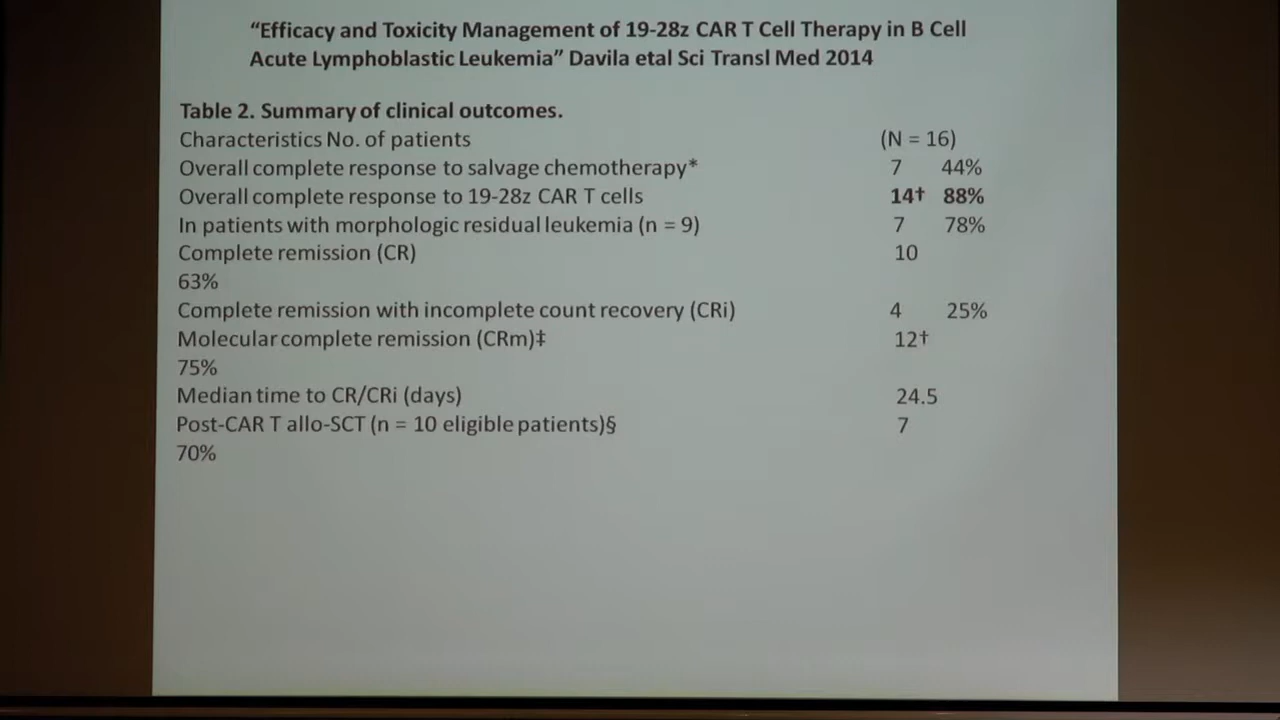 “Efficacy and Toxicity Management of 19-28z CAR T Cell Therapy in B Cell
Acute Lymphoblastic Leukemia” Davila etal Sci Transl Med 2014
Table 2. Summary of clinical outcomes.
Characteristics No. of patients (N = 16)
Overall complete response to salvage chemotherapy* 7 44%
Overall complete response to 19-28z CAR T cells 14† 88%
In patients with morphologic residual leukemia (n = 9) 7 78%
Complete remission (CR) 10
63%
Complete remission with incomplete count recovery (CRi) 4 25%
Molecular complete remission (CRm)‡ 12†
75%
Median time to CR/CRi (days) 24.5
Post-CAR T allo-SCT (n = 10 eligible patients)§ 7
70%